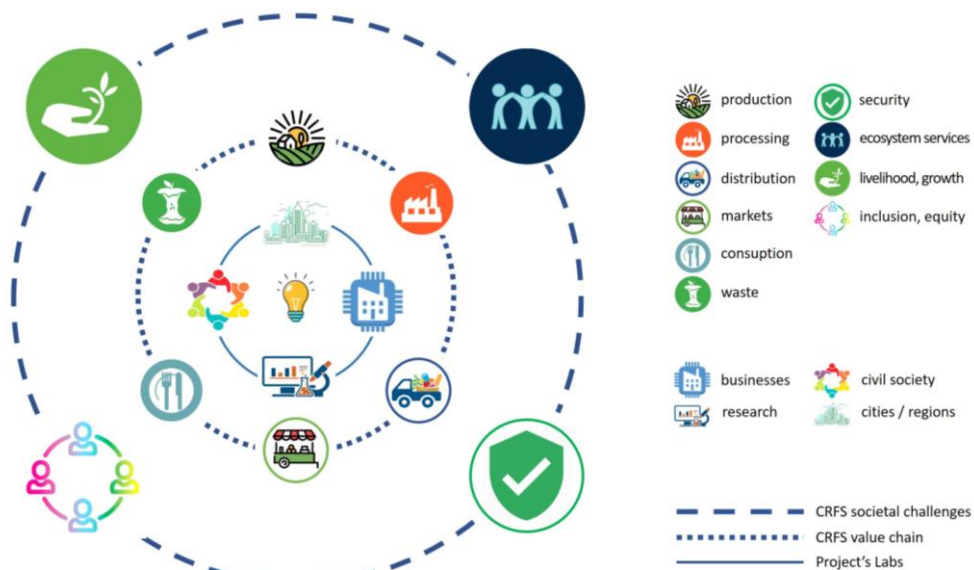 production
security
processing
ecosystem services
distribution
livelihood, growth
markets
inclusion, equity
consuption
waste
businesses
civil society
research
cities / regions
CRFS societal challenges
CRFS value chain
Project's Labs